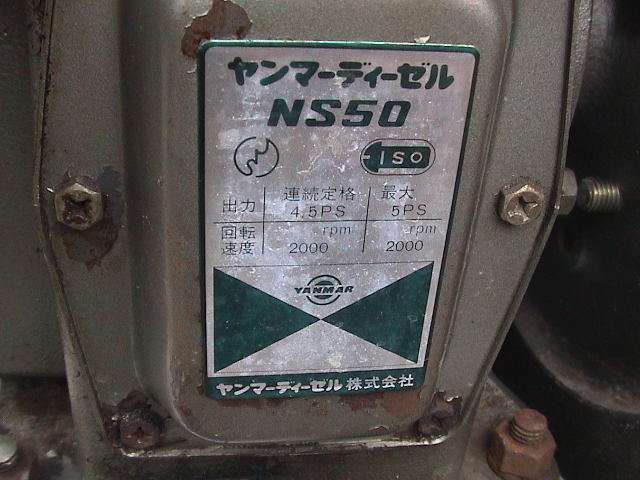 ヤンマーディーゼル
NS50
ISO
連続定格 最大
出力 4.5PS 5PS
回転 rpm rpm
速度 2000 2000
YANMAR
ヤンマーディーゼル株式会社